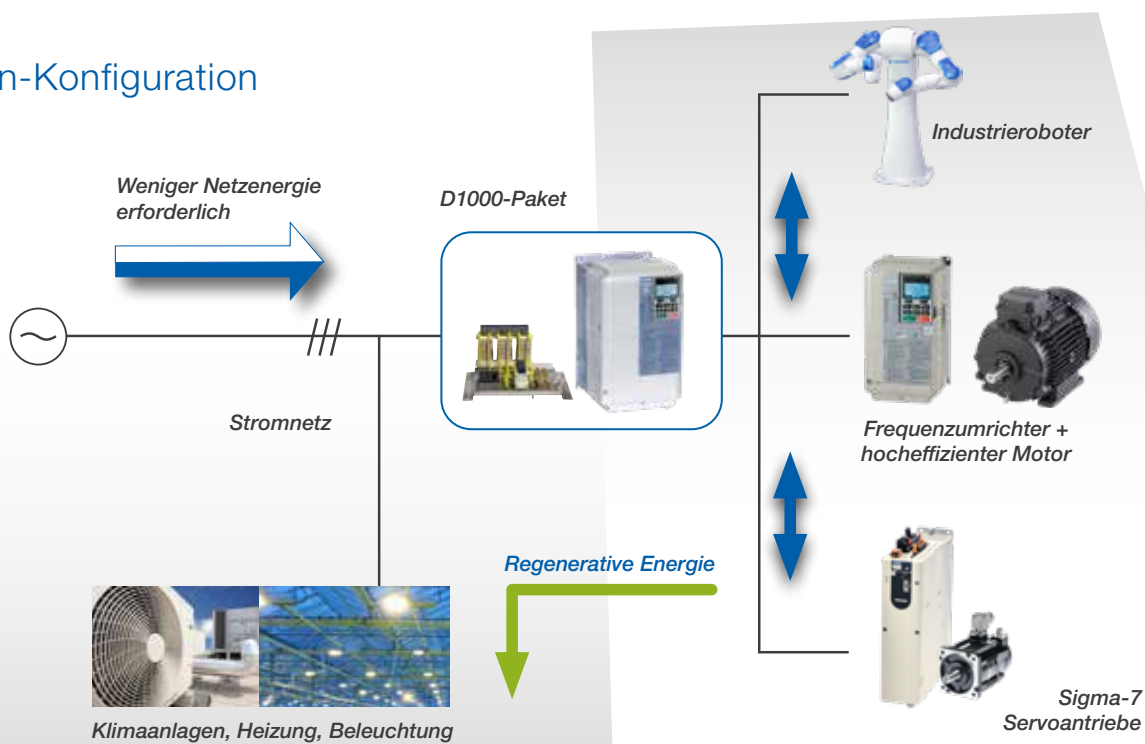 n-Konfiguration
Industrieroboter
Weniger Netzenergie
erforderlich
D1000-Paket
Stromnetz
Frequenzumrichter +
hocheffizienter Motor
Regenerative Energie
Sigma-7
Servoantriebe
Klimaanlagen, Heizung, Beleuchtung